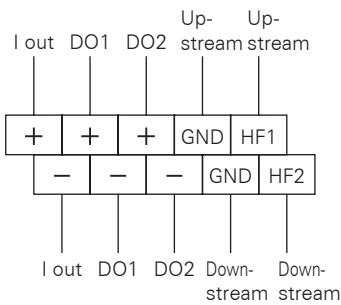 Up- Up-
I out DO1 DO2 stream stream
+ + + GND HF1
− − − GND HF2
I out DO1 DO2 Down- Down-
stream stream